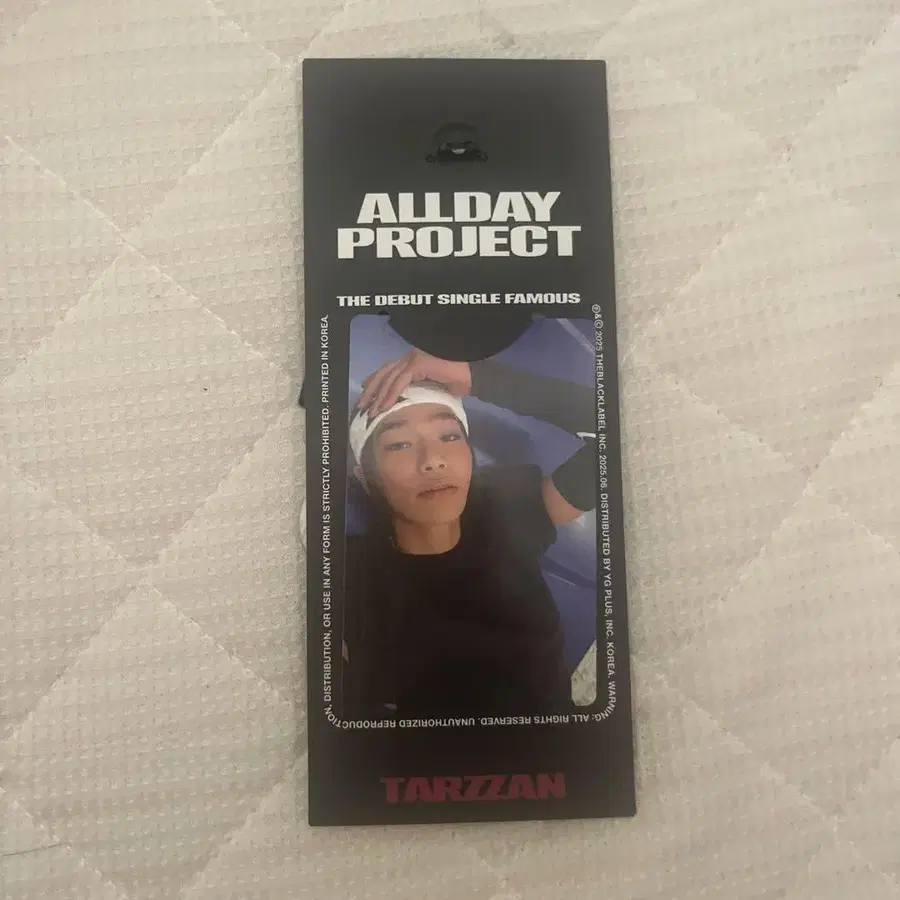 ALLDAY
PROJECT
THE DEBUT SINGLE FAMOUS
℗&© 2025 THEBLACKLABEL INC. 2025.06. DISTRIBUTED BY YG PLUS, INC. KOREA. WARNING: ALL RIGHTS RESERVED. UNAUTHORIZED REPRODUCTION, DISTRIBUTION, OR USE IN ANY FORM IS STRICTLY PROHIBITED. PRINTED IN KOREA.
TARZZAN